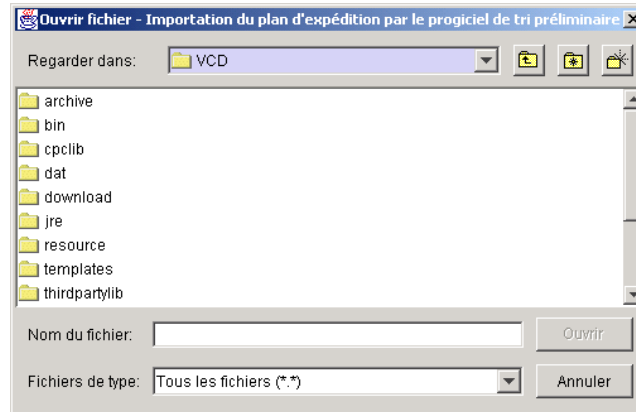 Ouvrir fichier - Importation du plan d'expédition par le progiciel de tri préliminaire
Regarder dans: VCD
archive
bin
cpclib
dat
download
jre
resource
templates
thirdpartylib
Nom du fichier: Ouvrir
Fichiers de type: Tous les fichiers (*.*) Annuler